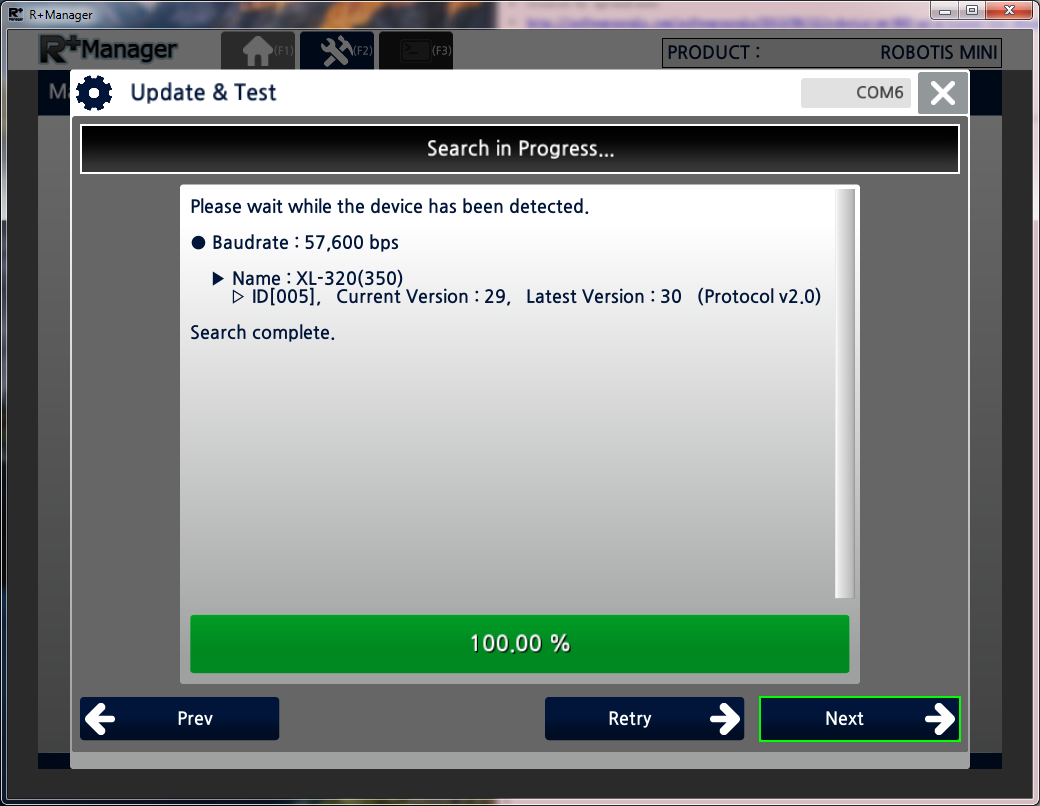 R+ R+Manager
R+Manager
(F1)
(F2)
(F3)
PRODUCT : ROBOTIS MINI
Update & Test
COM6
Search in Progress...
Please wait while the device has been detected.
● Baudrate : 57,600 bps
▶ Name : XL-320(350)
▷ ID[005], Current Version : 29, Latest Version : 30 (Protocol v2.0)
Search complete.
100.00 %
Prev
Retry
Next